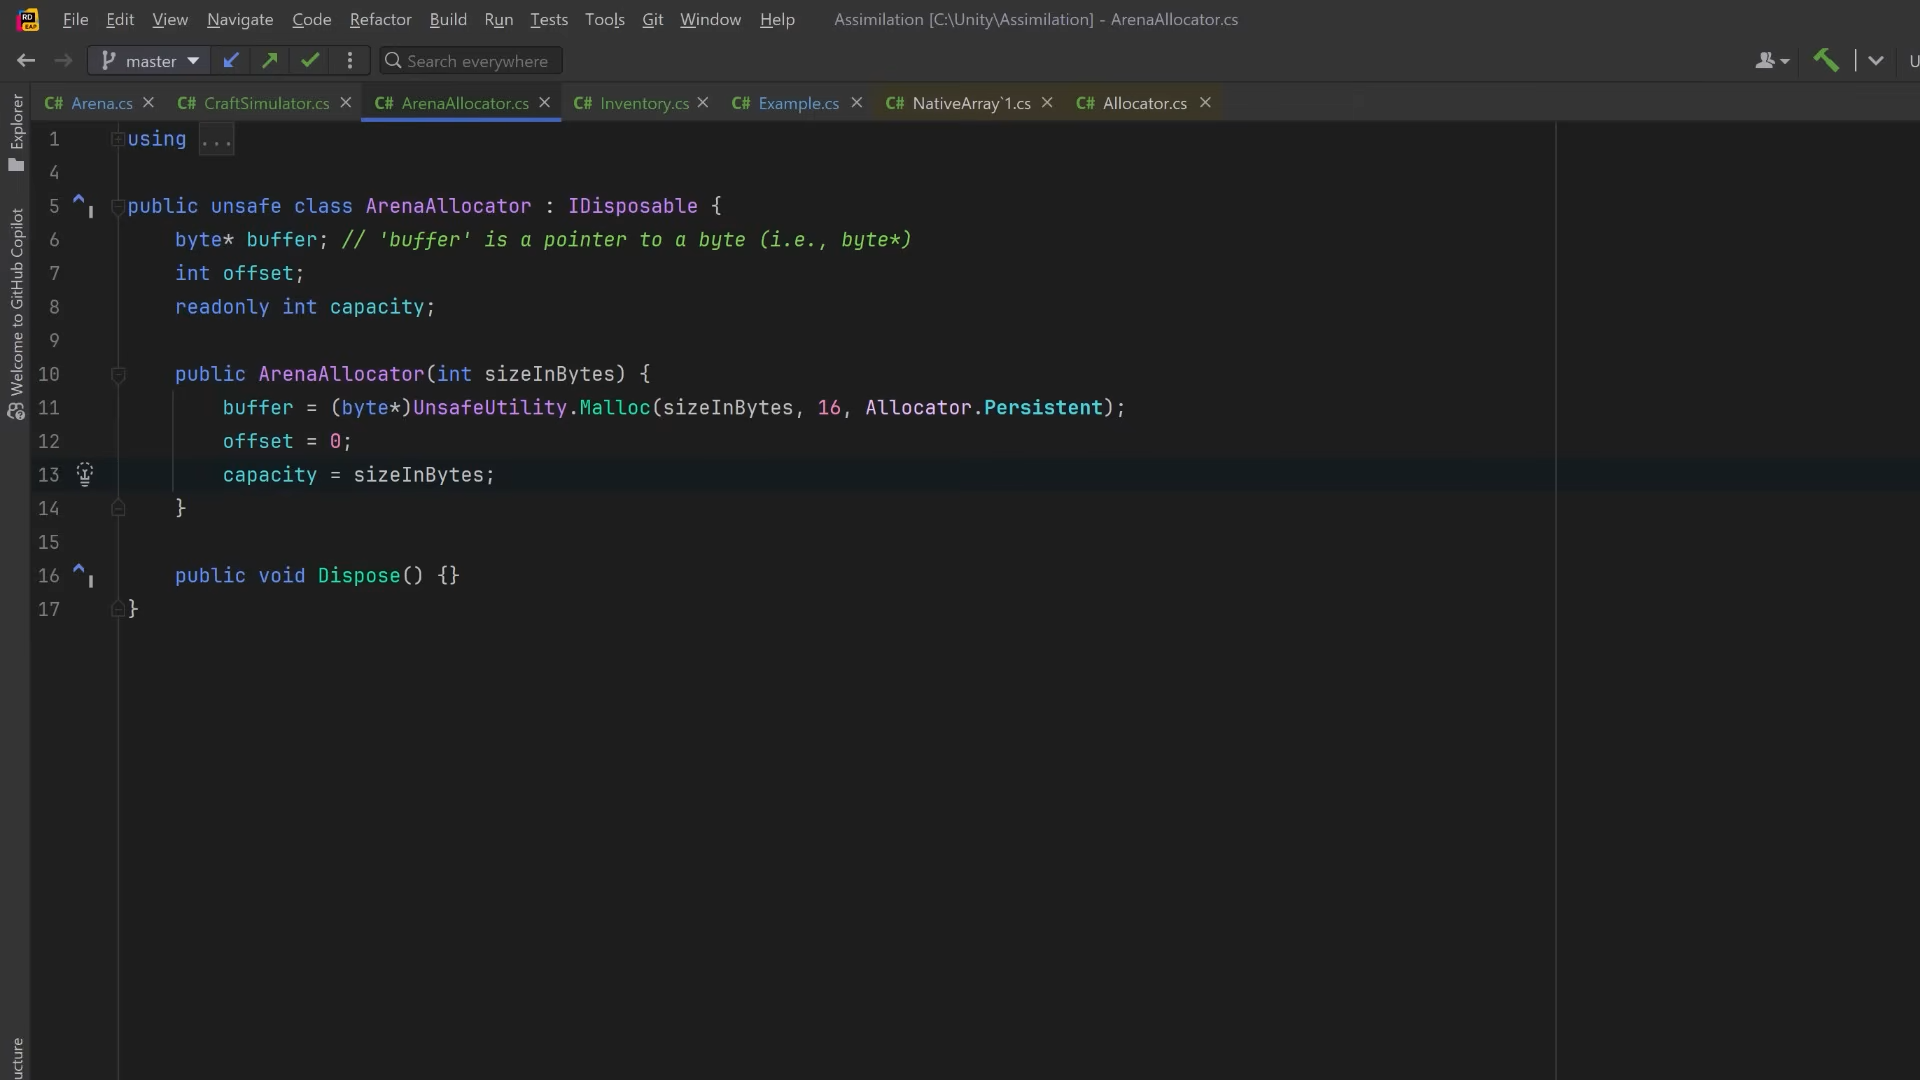 File Edit View Navigate Code Refactor Build Run Tests Tools Git Window Help Assimilation [C:\Unity\Assimilation] - ArenaAllocator.cs
master Search everywhere U
Explorer
Welcome to GitHub Copilot
ucture
C# Arena.cs C# CraftSimulator.cs C# ArenaAllocator.cs C# Inventory.cs C# Example.cs C# NativeArray`1.cs C# Allocator.cs
1 using ...
4
5 public unsafe class ArenaAllocator : IDisposable {
6 byte* buffer; // 'buffer' is a pointer to a byte (i.e., byte*)
7 int offset;
8 readonly int capacity;
9
10 public ArenaAllocator(int sizeInBytes) {
11 buffer = (byte*)UnsafeUtility.Malloc(sizeInBytes, 16, Allocator.Persistent);
12 offset = 0;
13 capacity = sizeInBytes;
14 }
15
16 public void Dispose() {}
17 }